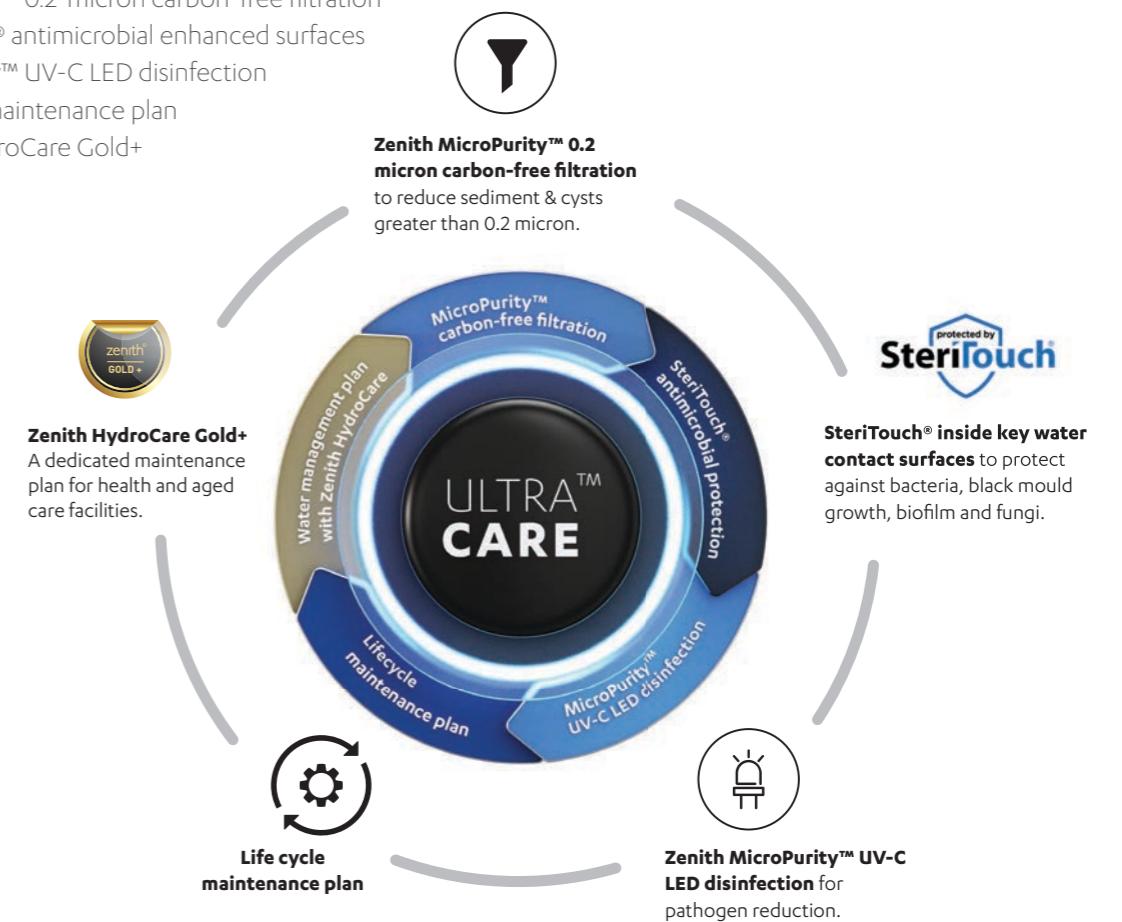 0.2 micron carbon-free filtration
® antimicrobial enhanced surfaces
™ UV-C LED disinfection
maintenance plan
roCare Gold+
Zenith MicroPurity™ 0.2
micron carbon-free filtration
to reduce sediment & cysts
greater than 0.2 micron.
zenith®
GOLD +
Zenith HydroCare Gold+
A dedicated maintenance
plan for health and aged
care facilities.
protected by
SteriTouch®
SteriTouch® inside key water
contact surfaces to protect
against bacteria, black mould
growth, biofilm and fungi.
MicroPurity™
carbon-free filtration
SteriTouch®
antimicrobial protection
MicroPurity™
UV-C LED disinfection
Lifecycle
maintenance plan
Water management plan
with Zenith HydroCare
ULTRA™
CARE
Life cycle
maintenance plan
Zenith MicroPurity™ UV-C
LED disinfection for
pathogen reduction.